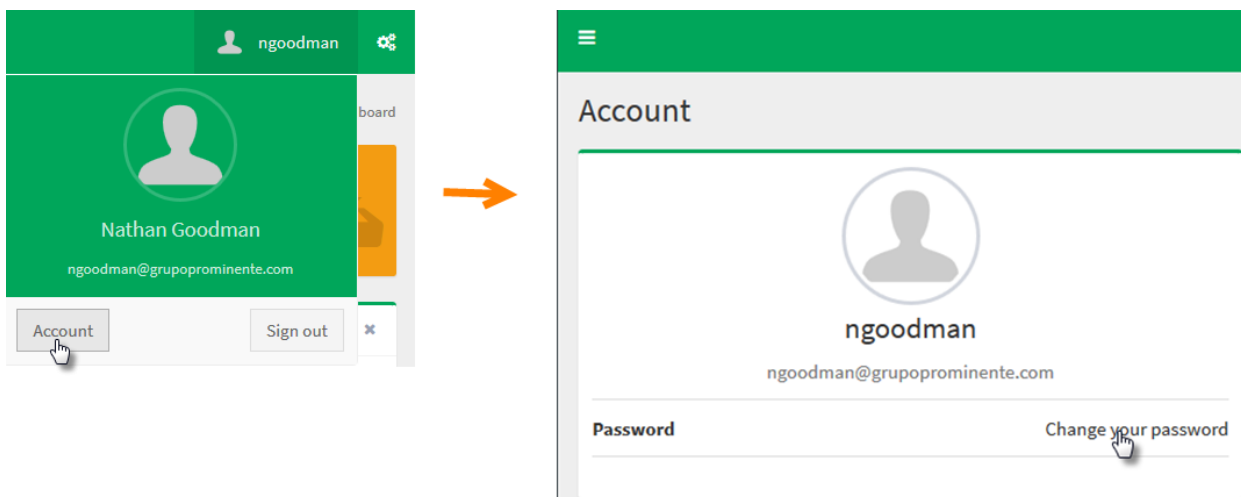 ngoodman
board
Nathan Goodman
ngoodman@grupoprominente.com
Account
Sign out
Account
ngoodman
ngoodman@grupoprominente.com
Password
Change your password